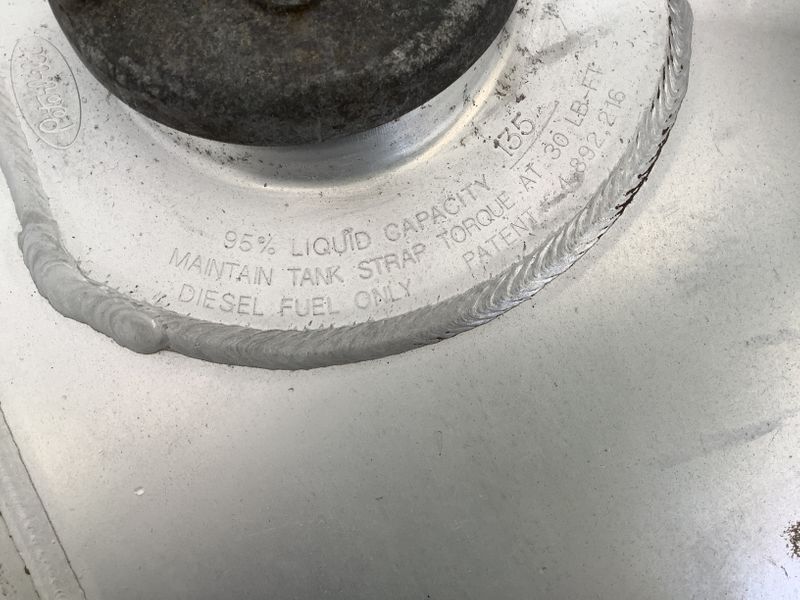 95% LIQUID CAPACITY 135
MAINTAIN TANK STRAP TORQUE AT 30 LB-FT
DIESEL FUEL ONLY PATENT 4,892,216